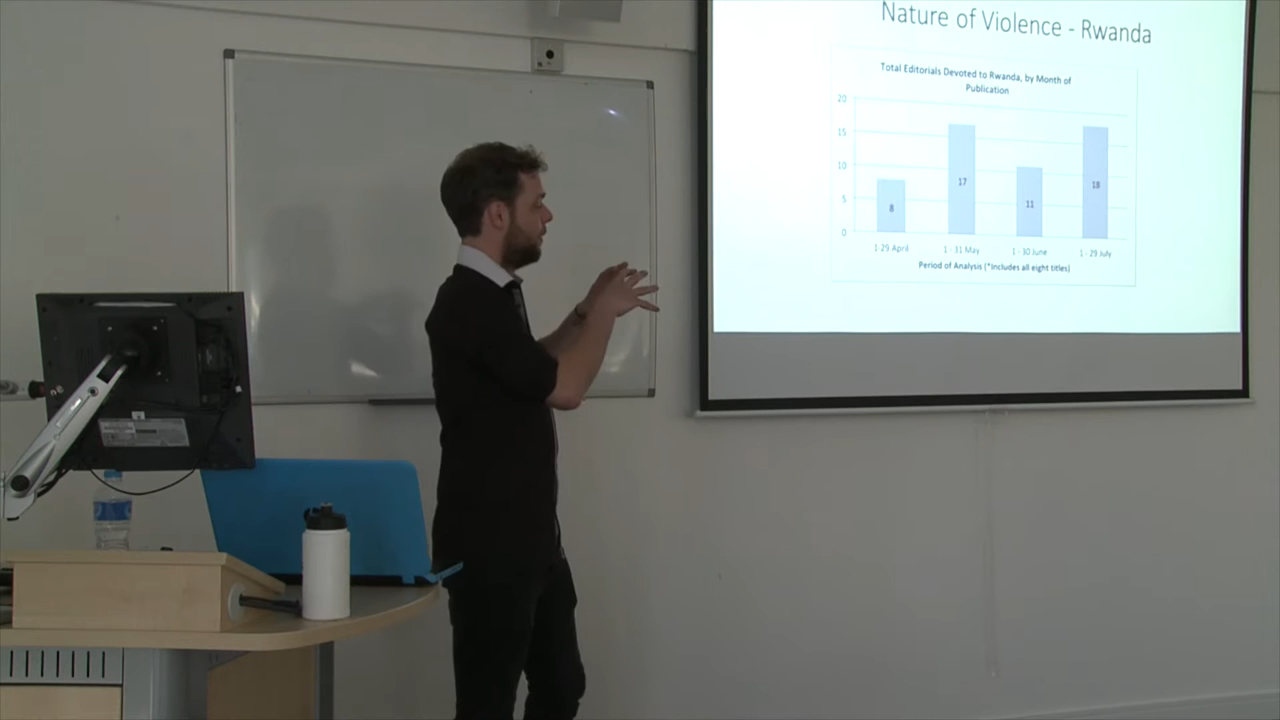 Nature of Violence - Rwanda
Total Editorials Devoted to Rwanda, by Month of
Publication
20
15
10
5
0
8
17
11
18
1-29 April
1 - 31 May
1 - 30 June
1 - 29 July
Period of Analysis (*Includes all eight titles)